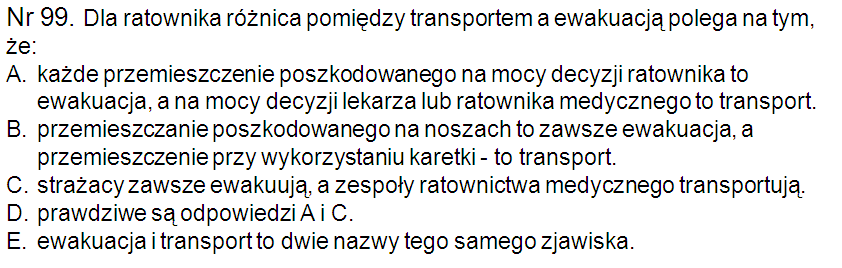 Nr 99. Dla ratownika różnica pomiędzy transportem a ewakuacją polega na tym,
że:
A. każde przemieszczenie poszkodowanego na mocy decyzji ratownika to
ewakuacja, a na mocy decyzji lekarza lub ratownika medycznego to transport.
B. przemieszczanie poszkodowanego na noszach to zawsze ewakuacja, a
przemieszczenie przy wykorzystaniu karetki - to transport.
C. strażacy zawsze ewakuują, a zespoły ratownictwa medycznego transportują.
D. prawdziwe są odpowiedzi A i C.
E. ewakuacja i transport to dwie nazwy tego samego zjawiska.